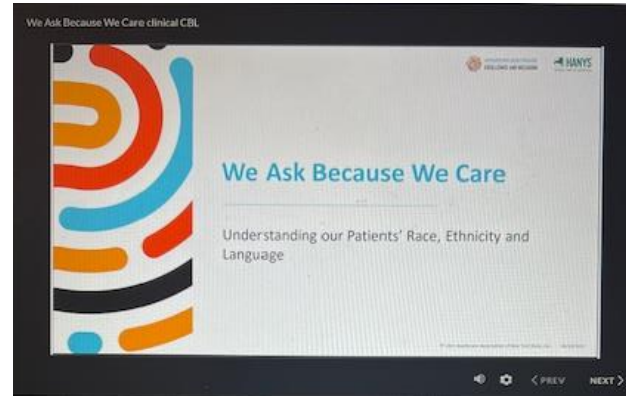 We Ask Because We Care clinical CBL
HANYS
We Ask Because We Care
Understanding our Patients' Race, Ethnicity and
Language
< PREV
NEXT >